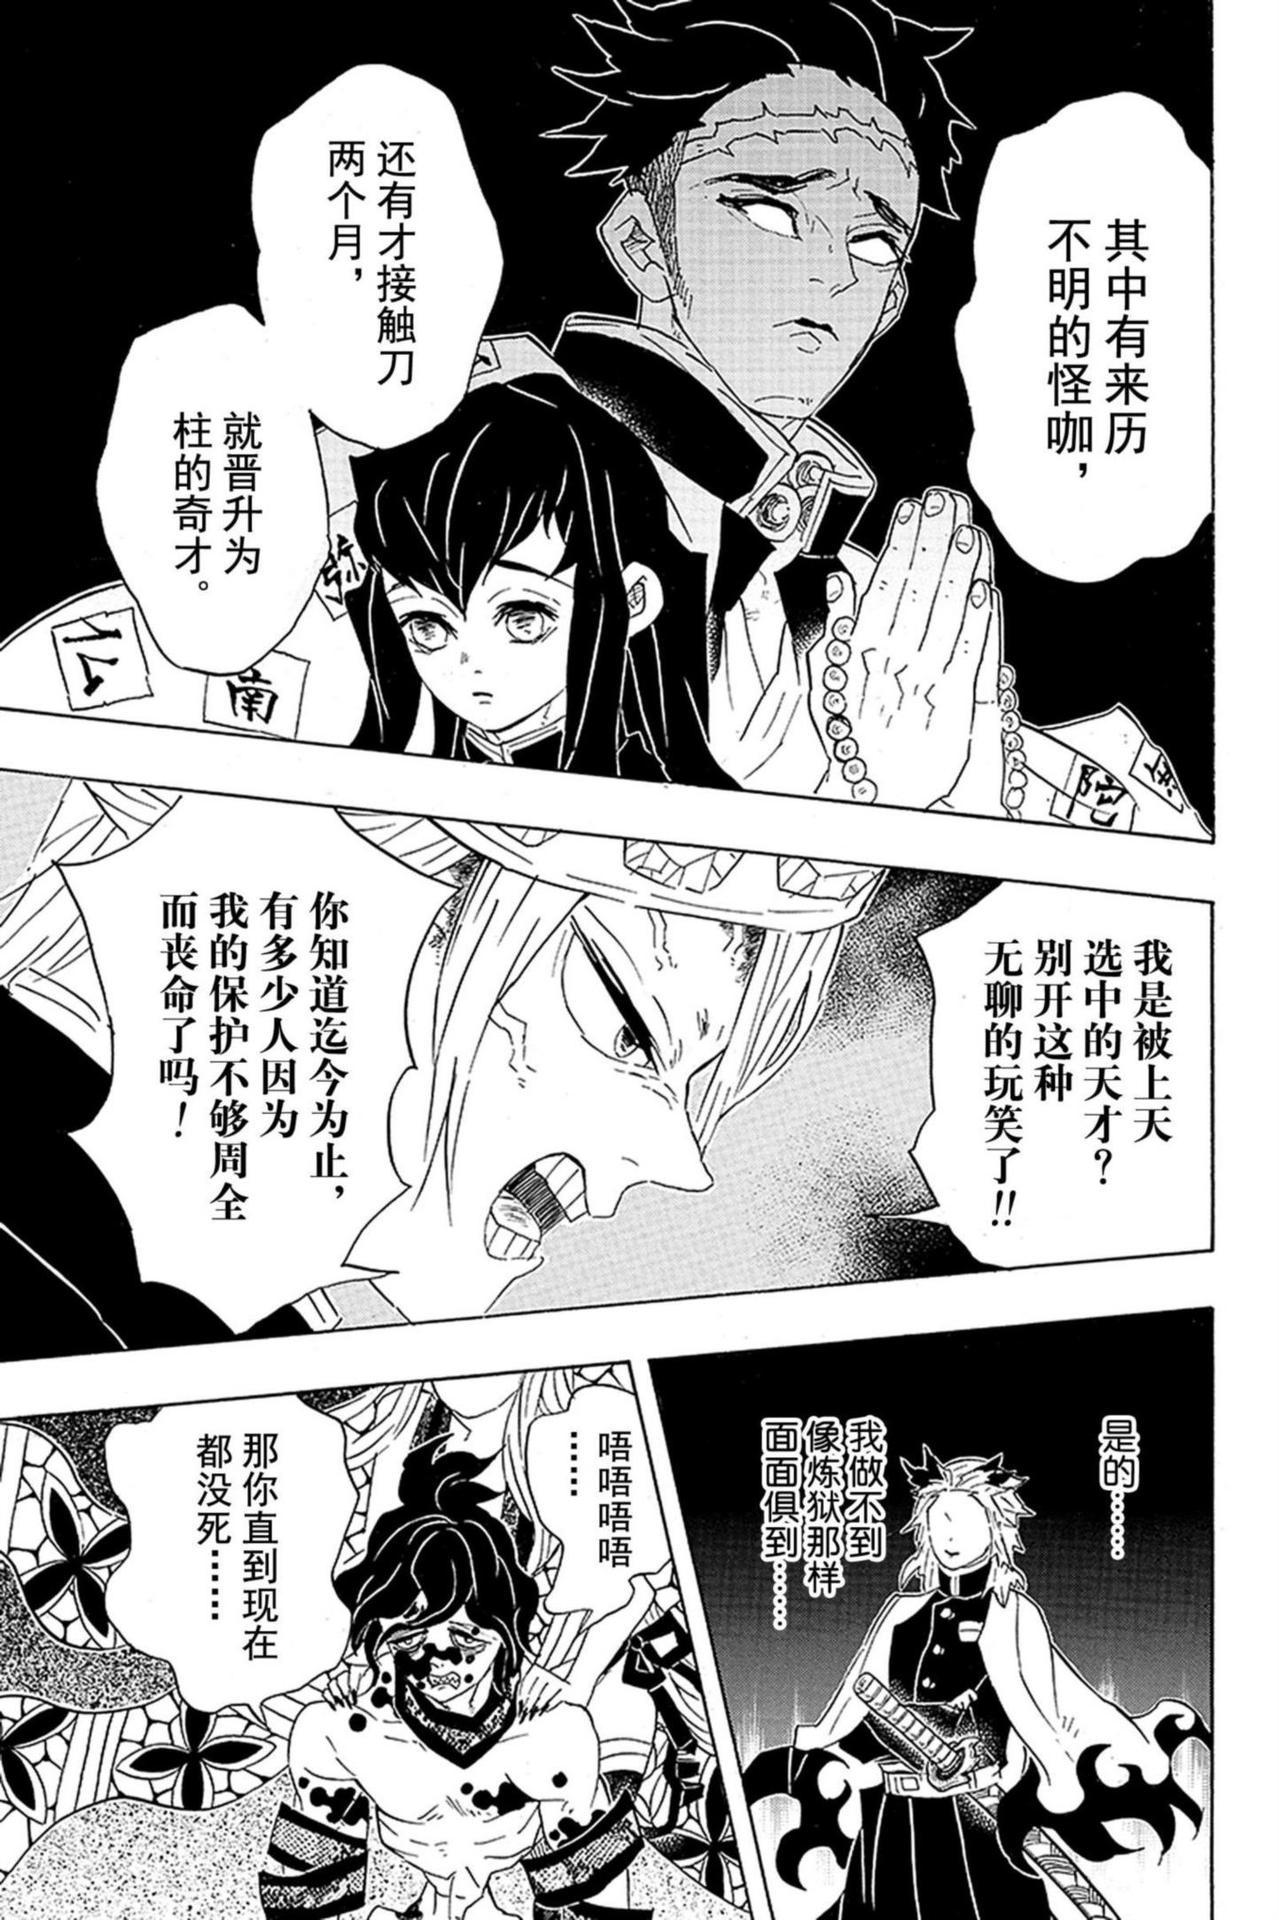 其中有来历
不明的怪咖，
还有才接触刀
两个月，
就晋升为
柱的奇才。
弥
南
陀
我是被上天
选中的天才？
别开这种
无聊的玩笑了!!
你知道迄今为止，
有多少人因为
我的保护不够周全
而丧命了吗！
是的……
我做不到
像炼狱那样
面面俱到……
唔唔唔唔
……
那你直到现在
都没死……